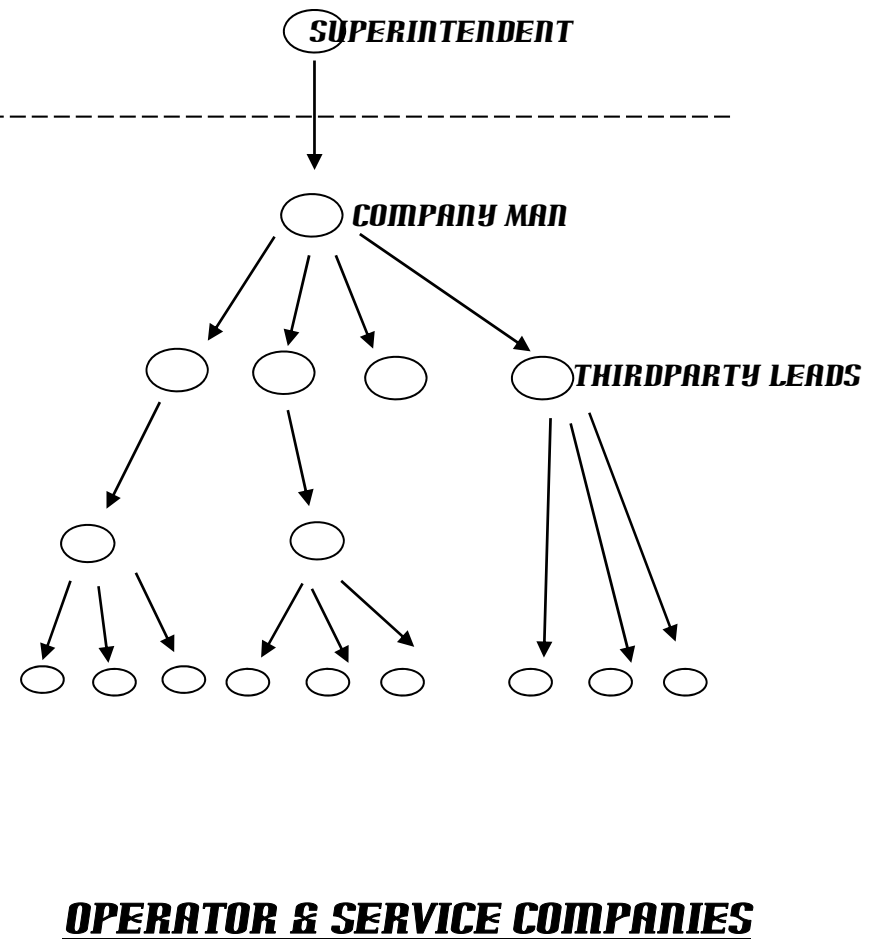 SUPERINTENDENT
COMPANY MAN
THIRDPARTY LEADS
OPERATOR & SERVICE COMPANIES